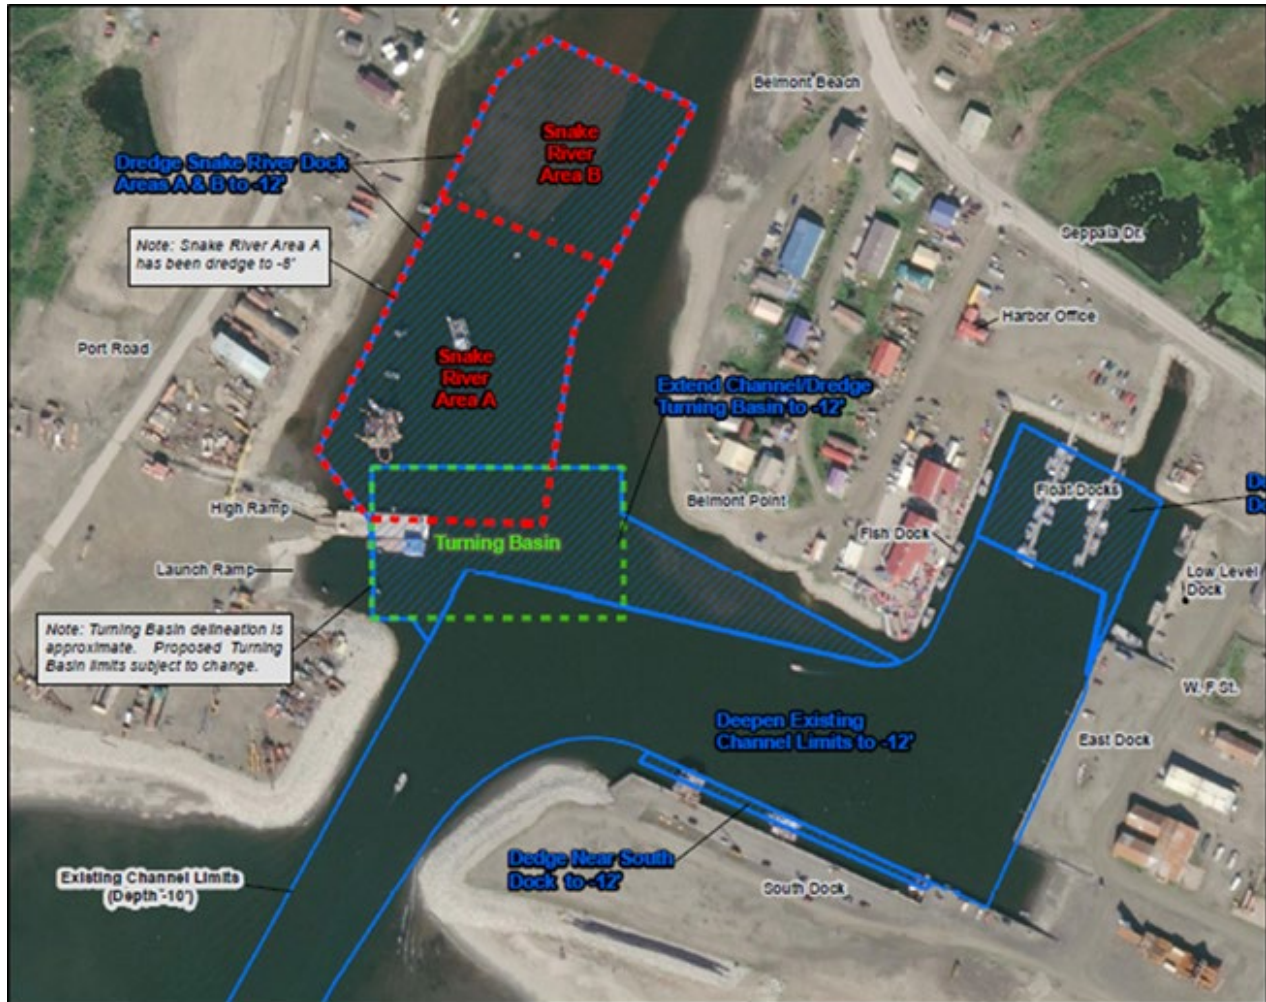 Belmont Beach
Snake
River
Area B
Dredge Snake River Dock
Areas A & B to -12'
Note: Snake River Area A
has been dredge to -8'
Seppala Dr.
Harbor Office
Port Road
Snake
River
Area A
Extend Channel/Dredge
Turning Basin to -12'
Float Docks
De
Do
Belmont Point
High Ramp
Fish Dock
Turning Basin
Launch Ramp
Low Level
Dock
Note: Turning Basin delineation is
approximate. Proposed Turning
Basin limits subject to change.
W. F St.
Deepen Existing
Channel Limits to -12'
East Dock
Dedge Near South
Dock to -12'
South Dock
Existing Channel Limits
(Depth -10')